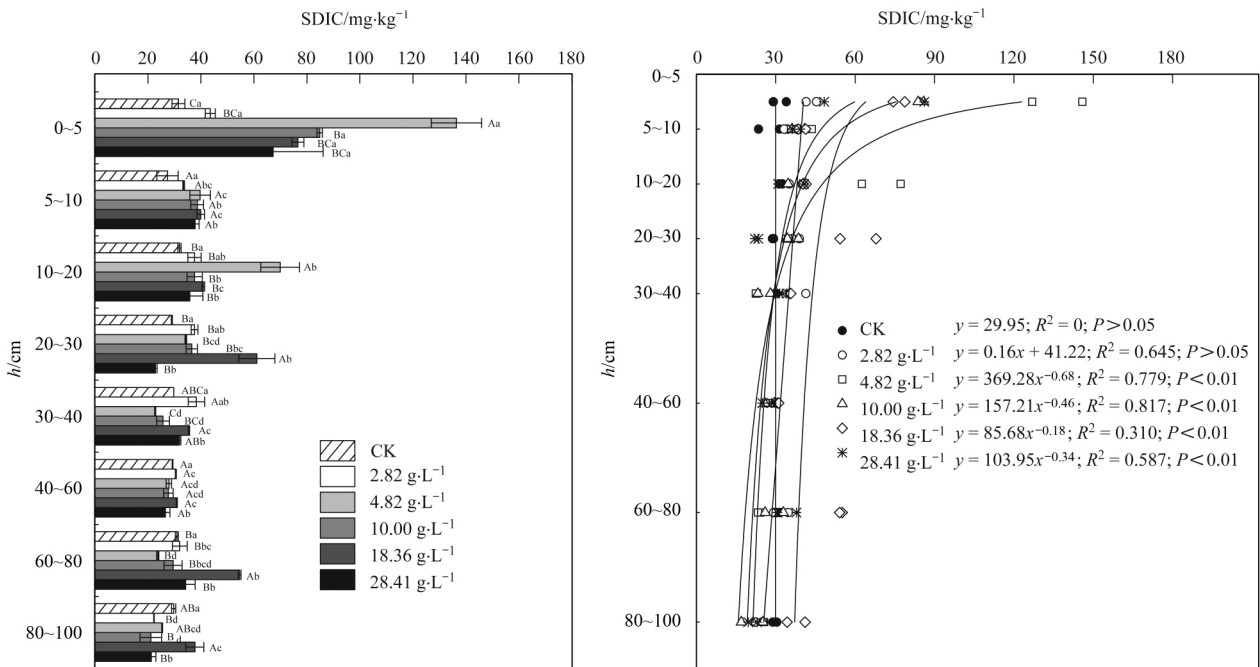 SDIC/mg·kg⁻¹
0 20 40 60 80 100 120 140 160 180
h/cm
0~5
Ca
BCa
Aa
Ba
BCa
BCa
5~10
Aa
Abc
Ac
Ab
Ac
Ab
10~20
Ba
Bab
Ab
Bb
Bc
Bb
20~30
Ba
Bab
Bcd
Bbc
Ab
Bb
30~40
ABCa
Aab
Cd
BCd
Ac
ABb
40~60
Aa
Ac
Acd
Acd
Ac
Ab
60~80
Ba
Bbc
Bd
Bbcd
Ab
Bb
80~100
ABa
Bd
ABcd
Bd
Ac
Bb
CK
2.82 g·L⁻¹
4.82 g·L⁻¹
10.00 g·L⁻¹
18.36 g·L⁻¹
28.41 g·L⁻¹
SDIC/mg·kg⁻¹
0 30 60 90 120 150 180
h/cm
0~5
5~10
10~20
20~30
30~40
40~60
60~80
80~100
CK y = 29.95; R² = 0; P>0.05
2.82 g·L⁻¹ y = 0.16x + 41.22; R² = 0.645; P>0.05
4.82 g·L⁻¹ y = 369.28x⁻⁰·⁶⁸; R² = 0.779; P<0.01
10.00 g·L⁻¹ y = 157.21x⁻⁰·⁴⁶; R² = 0.817; P<0.01
18.36 g·L⁻¹ y = 85.68x⁻⁰·¹⁸; R² = 0.310; P<0.01
28.41 g·L⁻¹ y = 103.95x⁻⁰·³⁴; R² = 0.587; P<0.01